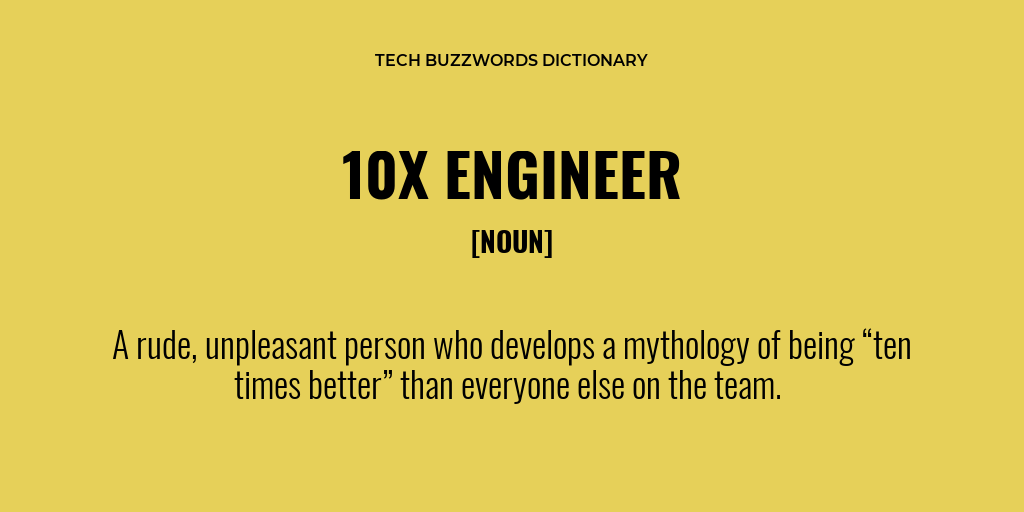 TECH BUZZWORDS DICTIONARY
10X ENGINEER
[NOUN]
A rude, unpleasant person who develops a mythology of being “ten
times better” than everyone else on the team.